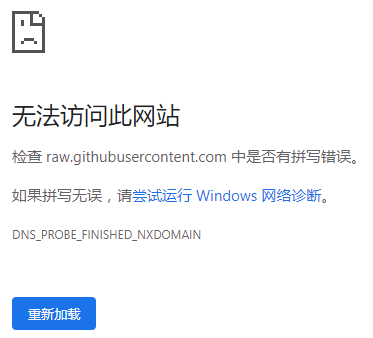 无法访问此网站
检查 raw.githubusercontent.com 中是否有拼写错误。
如果拼写无误，请尝试运行 Windows 网络诊断。
DNS_PROBE_FINISHED_NXDOMAIN
重新加载